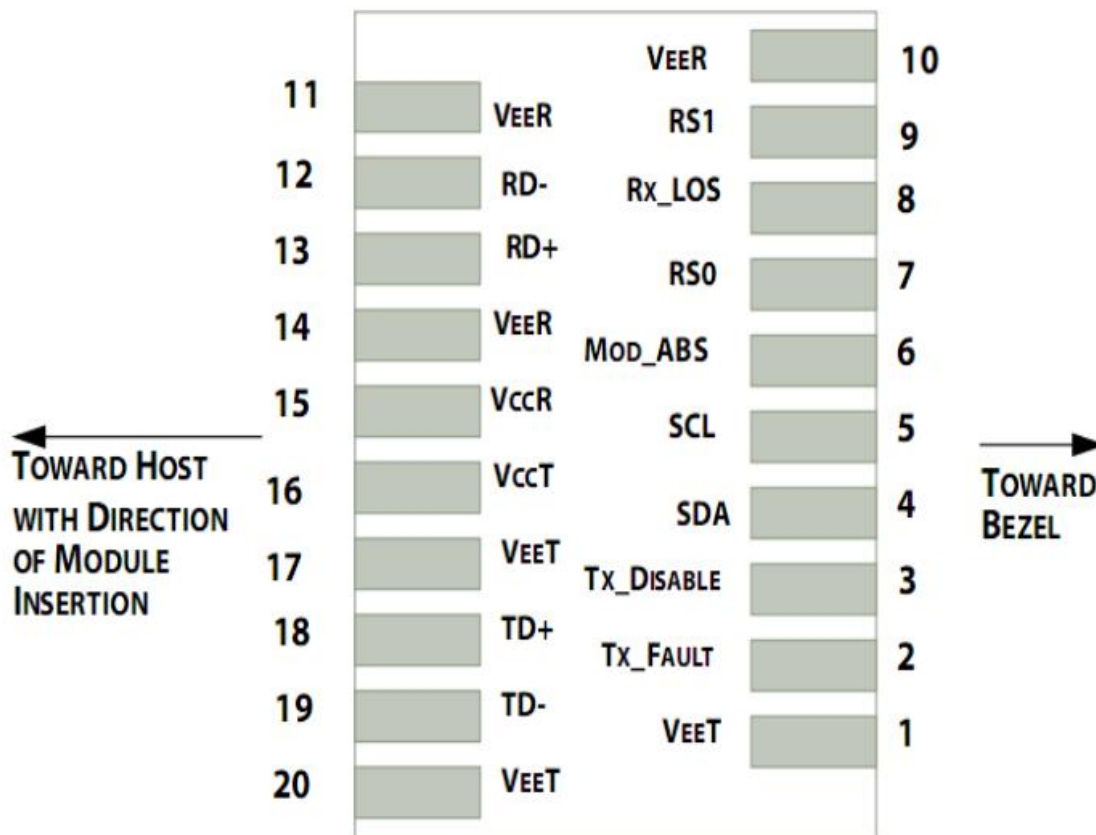 VEER 10
11 VEER
RS1 9
12 RD-
RX_LOS 8
13 RD+
RS0 7
14 VEER
MOD_ABS 6
15 VCCR
SCL 5
TOWARD HOST
WITH DIRECTION
OF MODULE
INSERTION
TOWARD
BEZEL
16 VCCT
SDA 4
17 VEET
TX_DISABLE 3
18 TD+
TX_FAULT 2
19 TD-
VEET 1
20 VEET